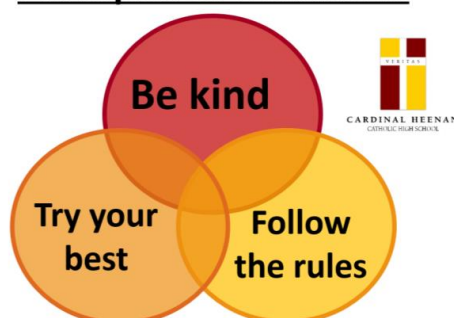 Be kind
VERITAS
CARDINAL HEENAN
CATHOLIC HIGH SCHOOL
Try your
best
Follow
the rules